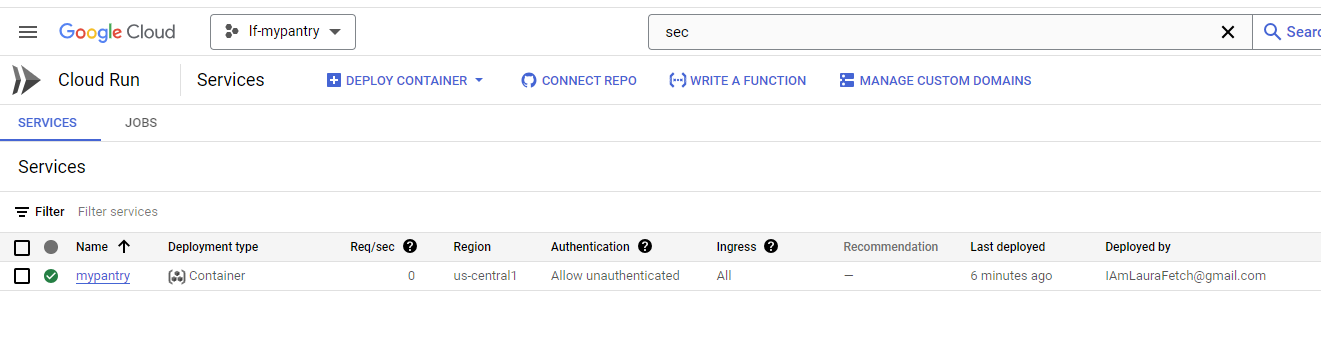 Google Cloud lf-mypantry sec Sear
Cloud Run Services DEPLOY CONTAINER CONNECT REPO WRITE A FUNCTION MANAGE CUSTOM DOMAINS
SERVICES JOBS
Services
Filter Filter services
Name Deployment type Req/sec Region Authentication Ingress Recommendation Last deployed Deployed by
mypantry Container 0 us-central1 Allow unauthenticated All — 6 minutes ago IAmLauraFetch@gmail.com